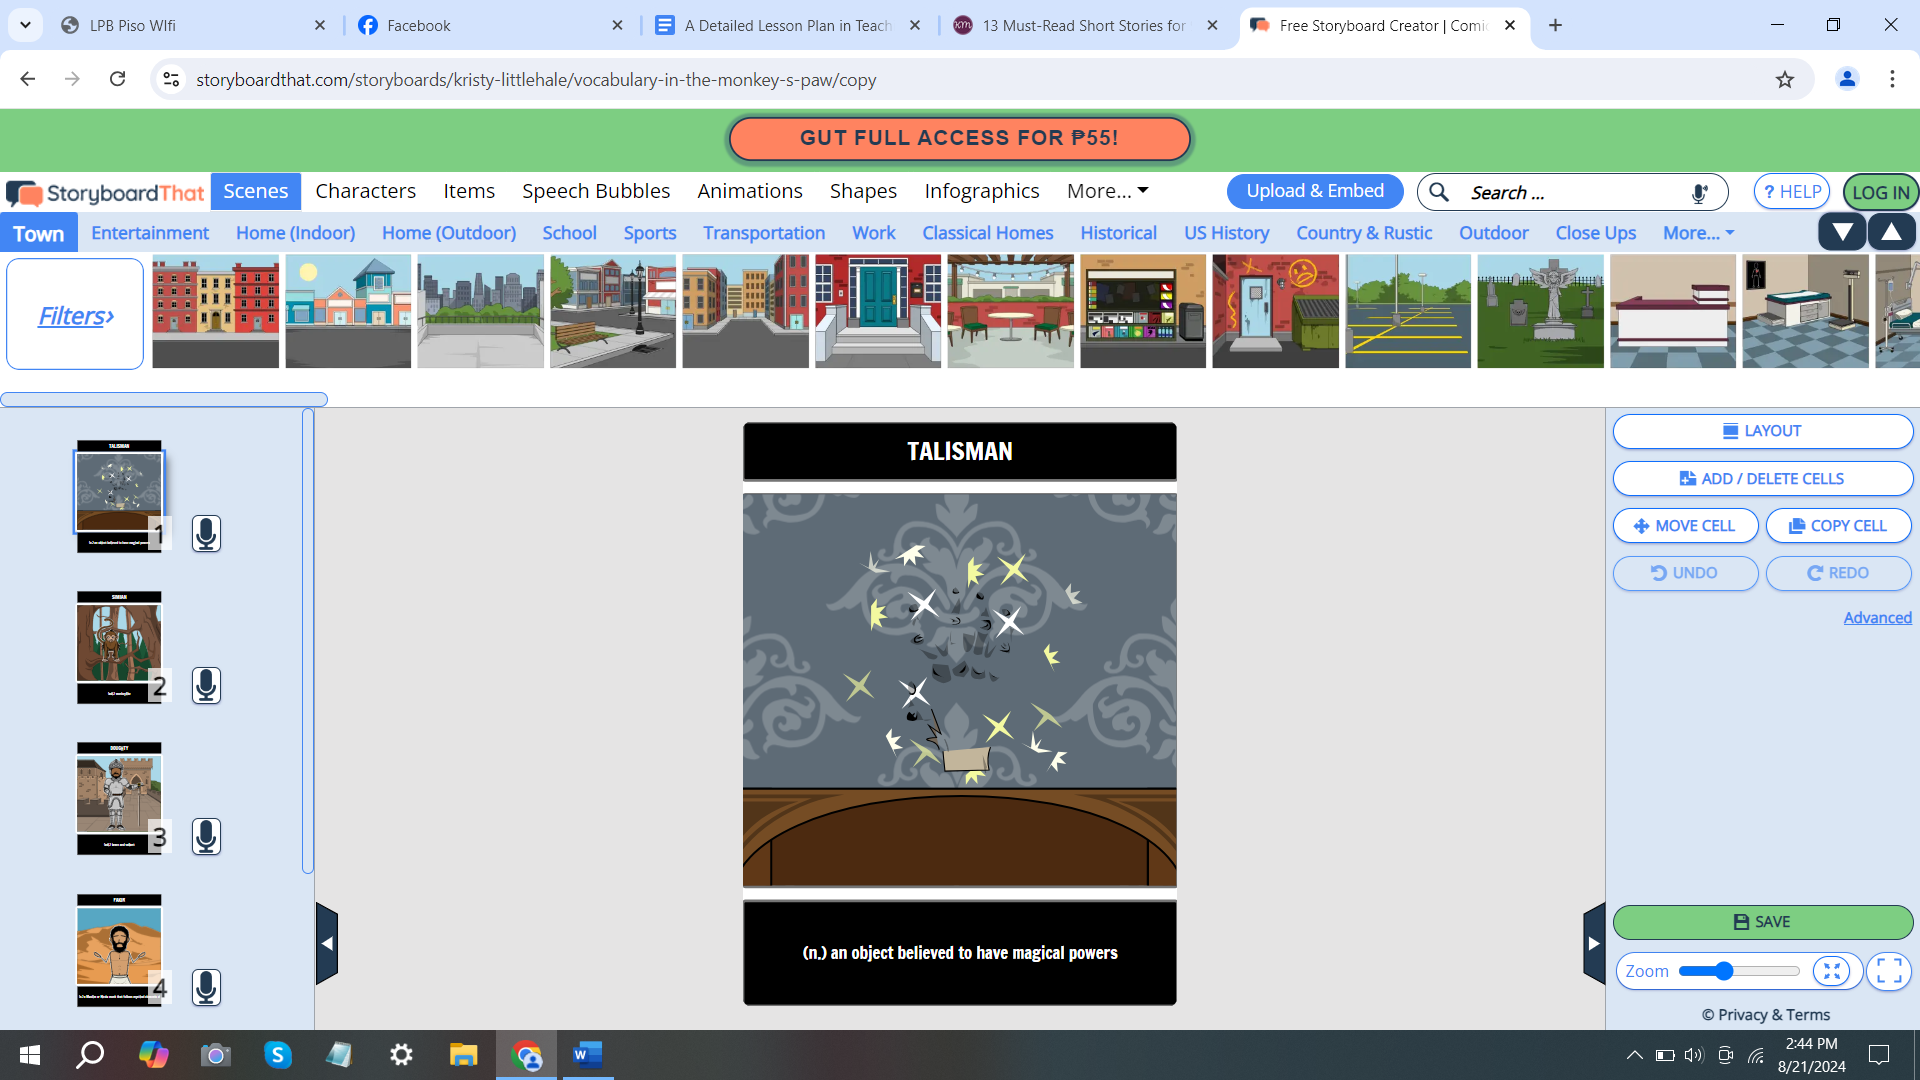 LPB Piso WIfi
Facebook
A Detailed Lesson Plan in Teach
13 Must-Read Short Stories for
Free Storyboard Creator | Comic
storyboardthat.com/storyboards/kristy-littlehale/vocabulary-in-the-monkey-s-paw/copy
GUT FULL ACCESS FOR ₱55!
StoryboardThat
Scenes
Characters
Items
Speech Bubbles
Animations
Shapes
Infographics
More...
Upload & Embed
Search ...
? HELP
LOG IN
Town
Entertainment
Home (Indoor)
Home (Outdoor)
School
Sports
Transportation
Work
Classical Homes
Historical
US History
Country & Rustic
Outdoor
Close Ups
More...
Filters›
TALISMAN
1
SIMIAN
2
3
FAKIR
4
TALISMAN
(n.) an object believed to have magical powers
LAYOUT
ADD / DELETE CELLS
MOVE CELL
COPY CELL
UNDO
REDO
Advanced
SAVE
Zoom
© Privacy & Terms
2:44 PM
8/21/2024